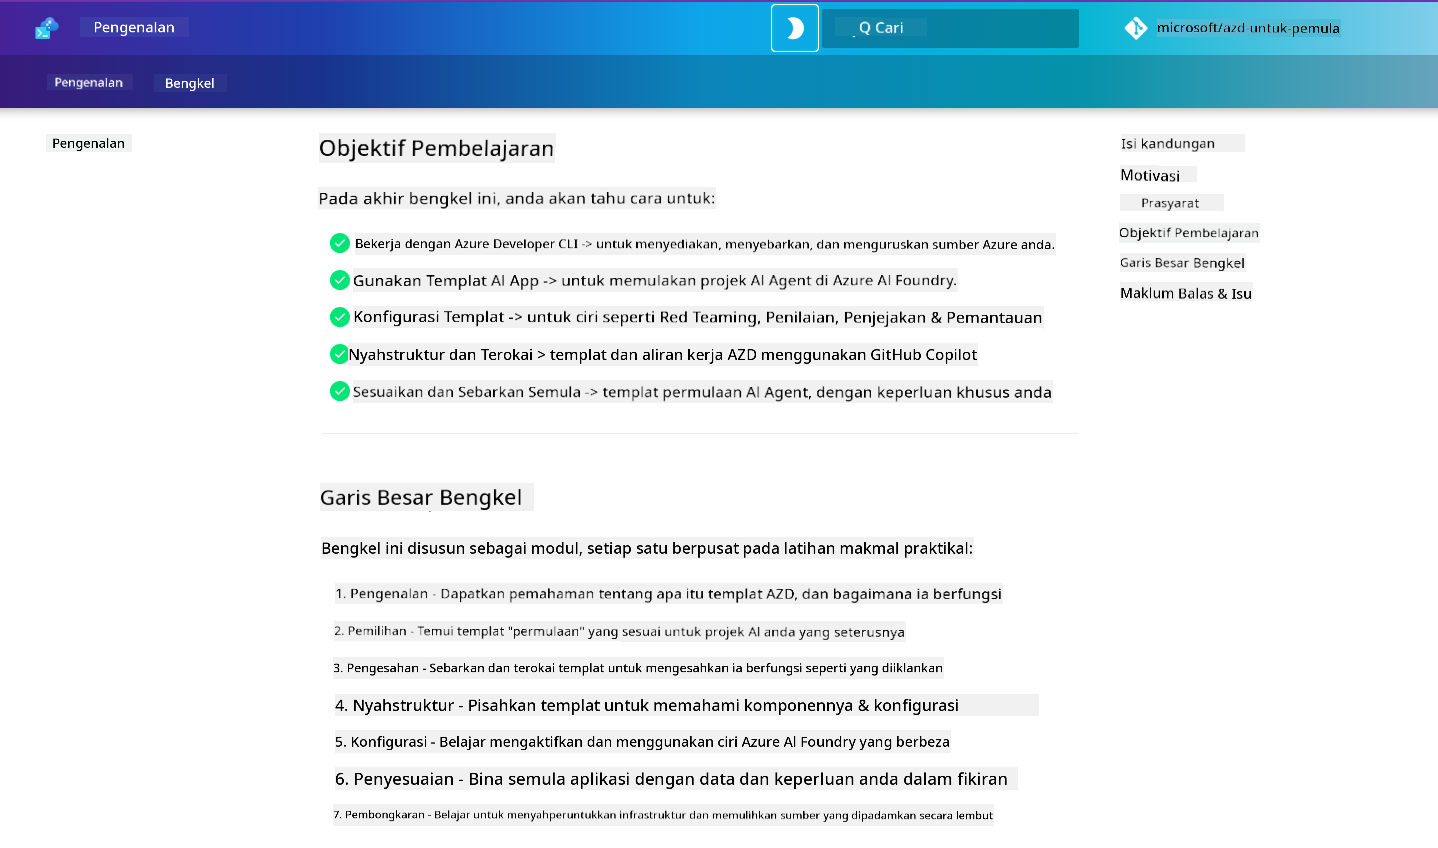 Pengenalan
Q Cari
microsoft/azd-untuk-pemula
Pengenalan
Bengkel
Pengenalan
Objektif Pembelajaran
Pada akhir bengkel ini, anda akan tahu cara untuk:
Bekerja dengan Azure Developer CLI -> untuk menyediakan, menyebarkan, dan menguruskan sumber Azure anda.
Gunakan Templat AI App -> untuk memulakan projek AI Agent di Azure AI Foundry.
Konfigurasi Templat -> untuk ciri seperti Red Teaming, Penilaian, Penjejakan & Pemantauan
Nyahstruktur dan Terokai > templat dan aliran kerja AZD menggunakan GitHub Copilot
Sesuaikan dan Sebarkan Semula -> templat permulaan AI Agent, dengan keperluan khusus anda
Garis Besar Bengkel
Bengkel ini disusun sebagai modul, setiap satu berpusat pada latihan makmal praktikal:
1. Pengenalan - Dapatkan pemahaman tentang apa itu templat AZD, dan bagaimana ia berfungsi
2. Pemilihan - Temui templat "permulaan" yang sesuai untuk projek AI anda yang seterusnya
3. Pengesahan - Sebarkan dan terokai templat untuk mengesahkan ia berfungsi seperti yang diiklankan
4. Nyahstruktur - Pisahkan templat untuk memahami komponennya & konfigurasi
5. Konfigurasi - Belajar mengaktifkan dan menggunakan ciri Azure Al Foundry yang berbeza
6. Penyesuaian - Bina semula aplikasi dengan data dan keperluan anda dalam fikiran
7. Pembongkaran - Belajar untuk menyahperuntukkan infrastruktur dan memulihkan sumber yang dipadamkan secara lembut
Isi kandungan
Motivasi
Prasyarat
Objektif Pembelajaran
Garis Besar Bengkel
Maklum Balas & Isu